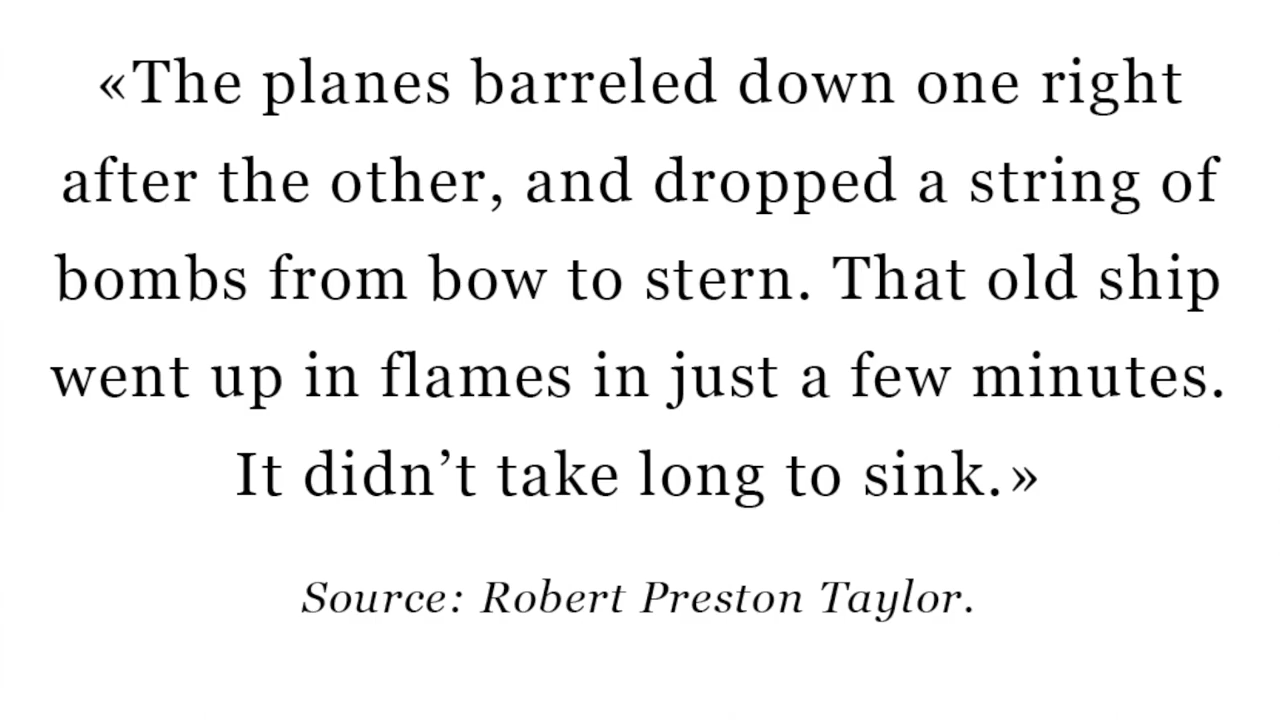 «The planes barreled down one right
after the other, and dropped a string of
bombs from bow to stern. That old ship
went up in flames in just a few minutes.
It didn’t take long to sink.»
Source: Robert Preston Taylor.